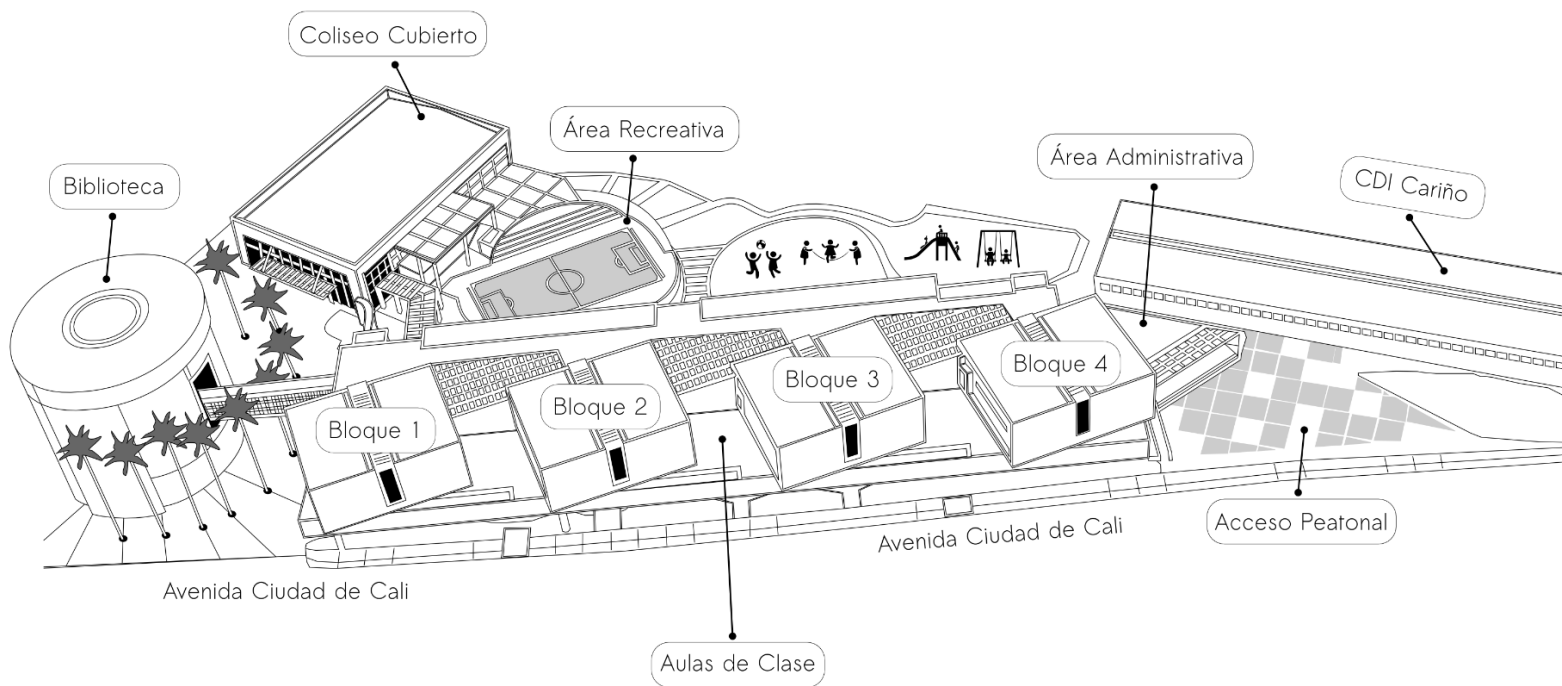 Coliseo Cubierto
Área Recreativa
Área Administrativa
Biblioteca
CDI Cariño
Bloque 4
Bloque 3
Bloque 2
Bloque 1
Acceso Peatonal
Avenida Ciudad de Cali
Avenida Ciudad de Cali
Aulas de Clase